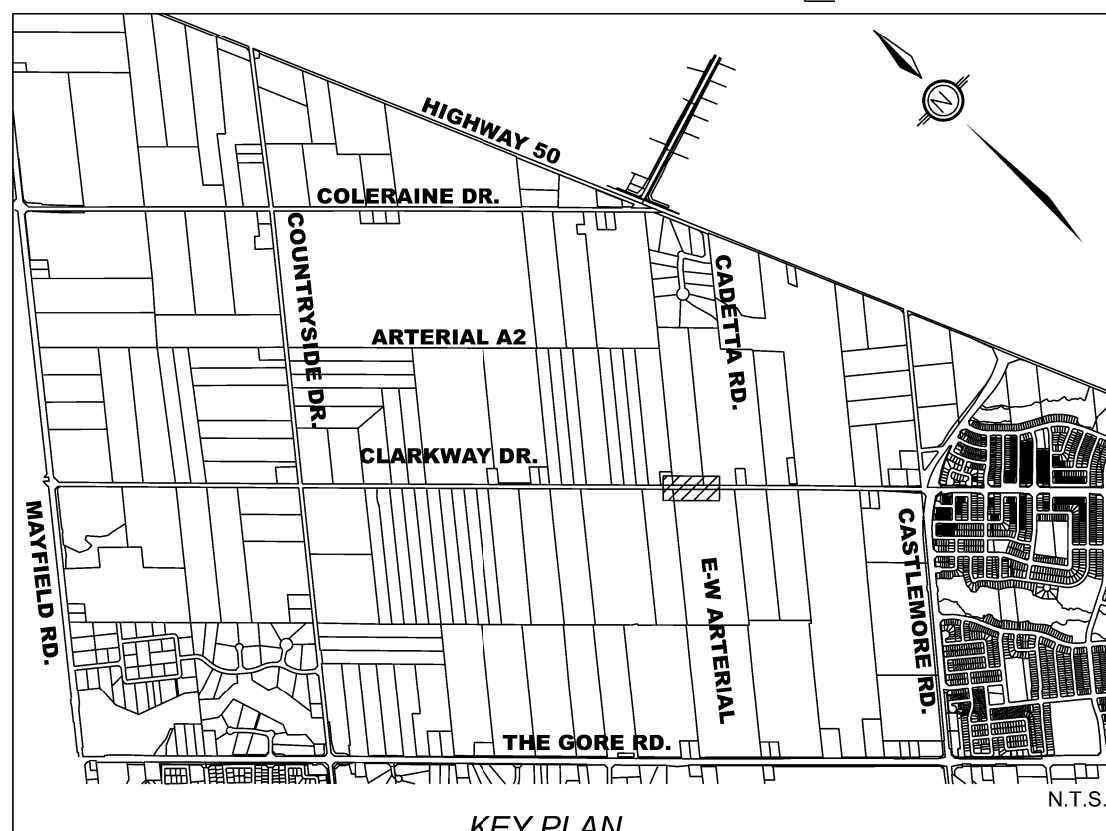 N
HIGHWAY 50
COLERAINE DR.
COUNTRYSIDE DR.
CADETTA RD.
ARTERIAL A2
CLARKWAY DR.
MAYFIELD RD.
CASTLEMORE RD.
E-W ARTERIAL
THE GORE RD.
N.T.S.
KEY PLAN